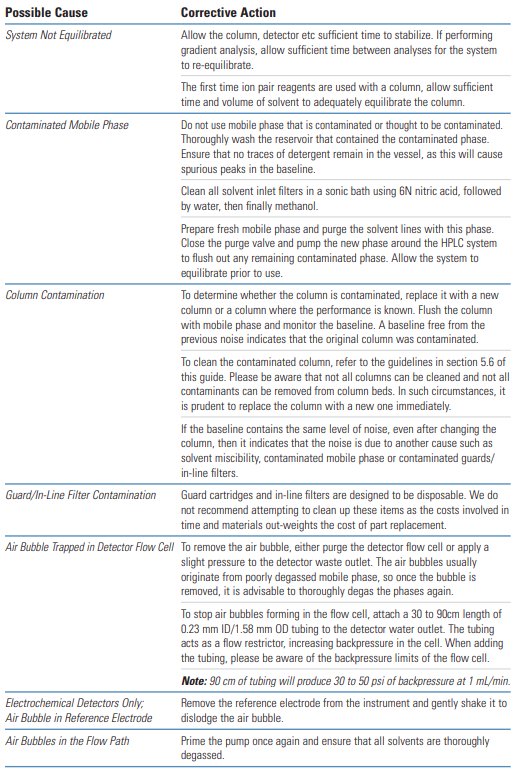 Possible Cause
Corrective Action
System Not Equilibrated
Allow the column, detector etc sufficient time to stabilize. If performing
gradient analysis, allow sufficient time between analyses for the system
to re-equilibrate.
The first time ion pair reagents are used with a column, allow sufficient
time and volume of solvent to adequately equilibrate the column.
Contaminated Mobile Phase
Do not use mobile phase that is contaminated or thought to be contaminated.
Thoroughly wash the reservoir that contained the contaminated phase.
Ensure that no traces of detergent remain in the vessel, as this will cause
spurious peaks in the baseline.
Clean all solvent inlet filters in a sonic bath using 6N nitric acid, followed
by water, then finally methanol.
Prepare fresh mobile phase and purge the solvent lines with this phase.
Close the purge valve and pump the new phase around the HPLC system
to flush out any remaining contaminated phase. Allow the system to
equilibrate prior to use.
Column Contamination
To determine whether the column is contaminated, replace it with a new
column or a column where the performance is known. Flush the column
with mobile phase and monitor the baseline. A baseline free from the
previous noise indicates that the original column was contaminated.
To clean the contaminated column, refer to the guidelines in section 5.6 of
this guide. Please be aware that not all columns can be cleaned and not all
contaminants can be removed from column beds. In such circumstances, it
is prudent to replace the column with a new one immediately.
If the baseline contains the same level of noise, even after changing the
column, then it indicates that the noise is due to another cause such as
solvent miscibility, contaminated mobile phase or contaminated guards/
in-line filters.
Guard/In-Line Filter Contamination
Guard cartridges and in-line filters are designed to be disposable. We do
not recommend attempting to clean up these items as the costs involved in
time and materials out-weights the cost of part replacement.
Air Bubble Trapped in Detector Flow Cell
To remove the air bubble, either purge the detector flow cell or apply a
slight pressure to the detector waste outlet. The air bubbles usually
originate from poorly degassed mobile phase, so once the bubble is
removed, it is advisable to thoroughly degas the phases again.
To stop air bubbles forming in the flow cell, attach a 30 to 90cm length of
0.23 mm ID/1.58 mm OD tubing to the detector water outlet. The tubing
acts as a flow restrictor, increasing backpressure in the cell. When adding
the tubing, please be aware of the backpressure limits of the flow cell.
Note: 90 cm of tubing will produce 30 to 50 psi of backpressure at 1 mL/min.
Electrochemical Detectors Only;
Air Bubble in Reference Electrode
Remove the reference electrode from the instrument and gently shake it to
dislodge the air bubble.
Air Bubbles in the Flow Path
Prime the pump once again and ensure that all solvents are thoroughly
degassed.